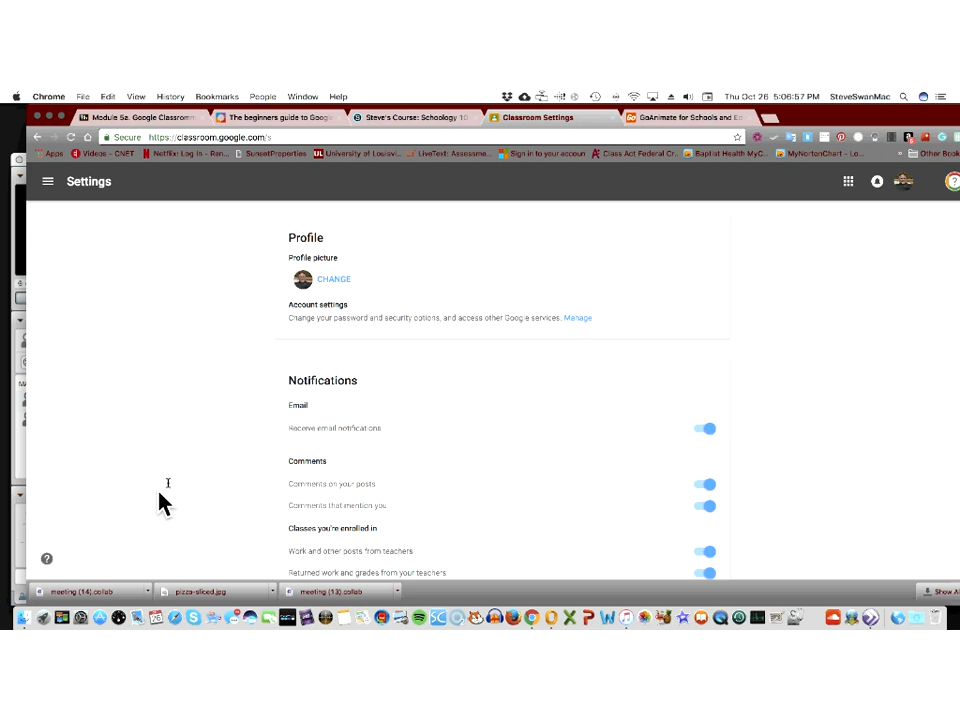 Chrome File Edit View History Bookmarks People Window Help Thu Oct 26 5:06:57 PM SteveSwanMac
Module 5a. Google Classroom The beginners guide to Google Steve's Course: Schoology 10 Classroom Settings GoAnimate for Schools and Ed
Secure https://classroom.google.com/s
Apps Videos - CNET Netflix: Log In - Ren... SunsetProperties University of Louisvi... LiveText: Assessme... Sign in to your accoun Class Act Federal Cr... Baptist Health MyC... MyNortonChart - Lo... » Other Book
Settings
Profile
Profile picture
CHANGE
Account settings
Change your password and security options, and access other Google services. Manage
Notifications
Email
Receive email notifications
Comments
Comments on your posts
Comments that mention you
Classes you're enrolled in
Work and other posts from teachers
Returned work and grades from your teachers
meeting (14).collab pizza-sliced.jpg meeting (13).collab Show Al